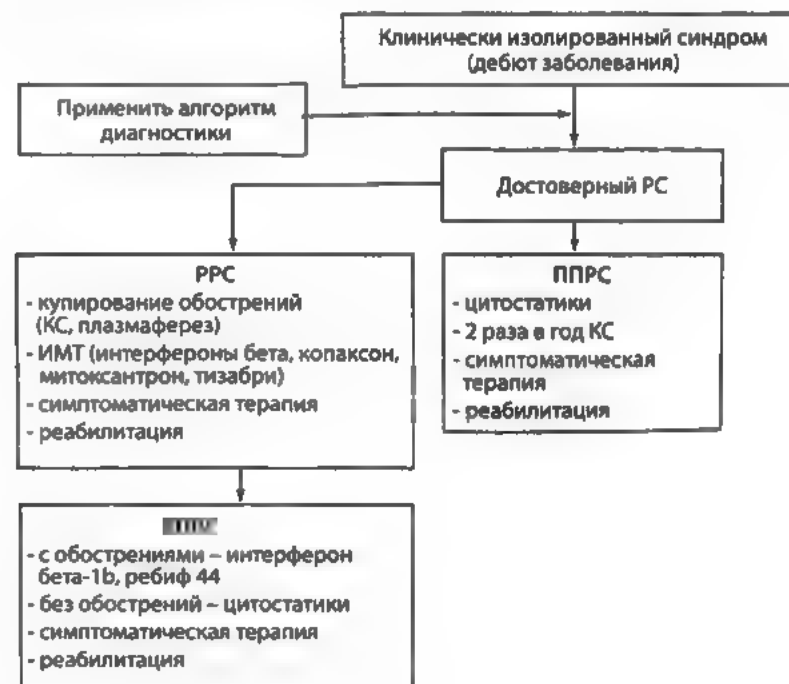 Клинически изолированный синдром
(дебют заболевания)
Применить алгоритм
диагностики
Достоверный РС
РРС
- купирование обострений
(КС, плазмаферез)
- ИМТ (интерфероны бета, копаксон,
митоксантрон, тизабри)
- симптоматическая терапия
- реабилитация
ППРС
- цитостатики
- 2 раза в год КС
- симптоматическая
терапия
- реабилитация
- с обострениями – интерферон
бета-1b, ребиф 44
- без обострений – цитостатики
- симптоматическая терапия
- реабилитация